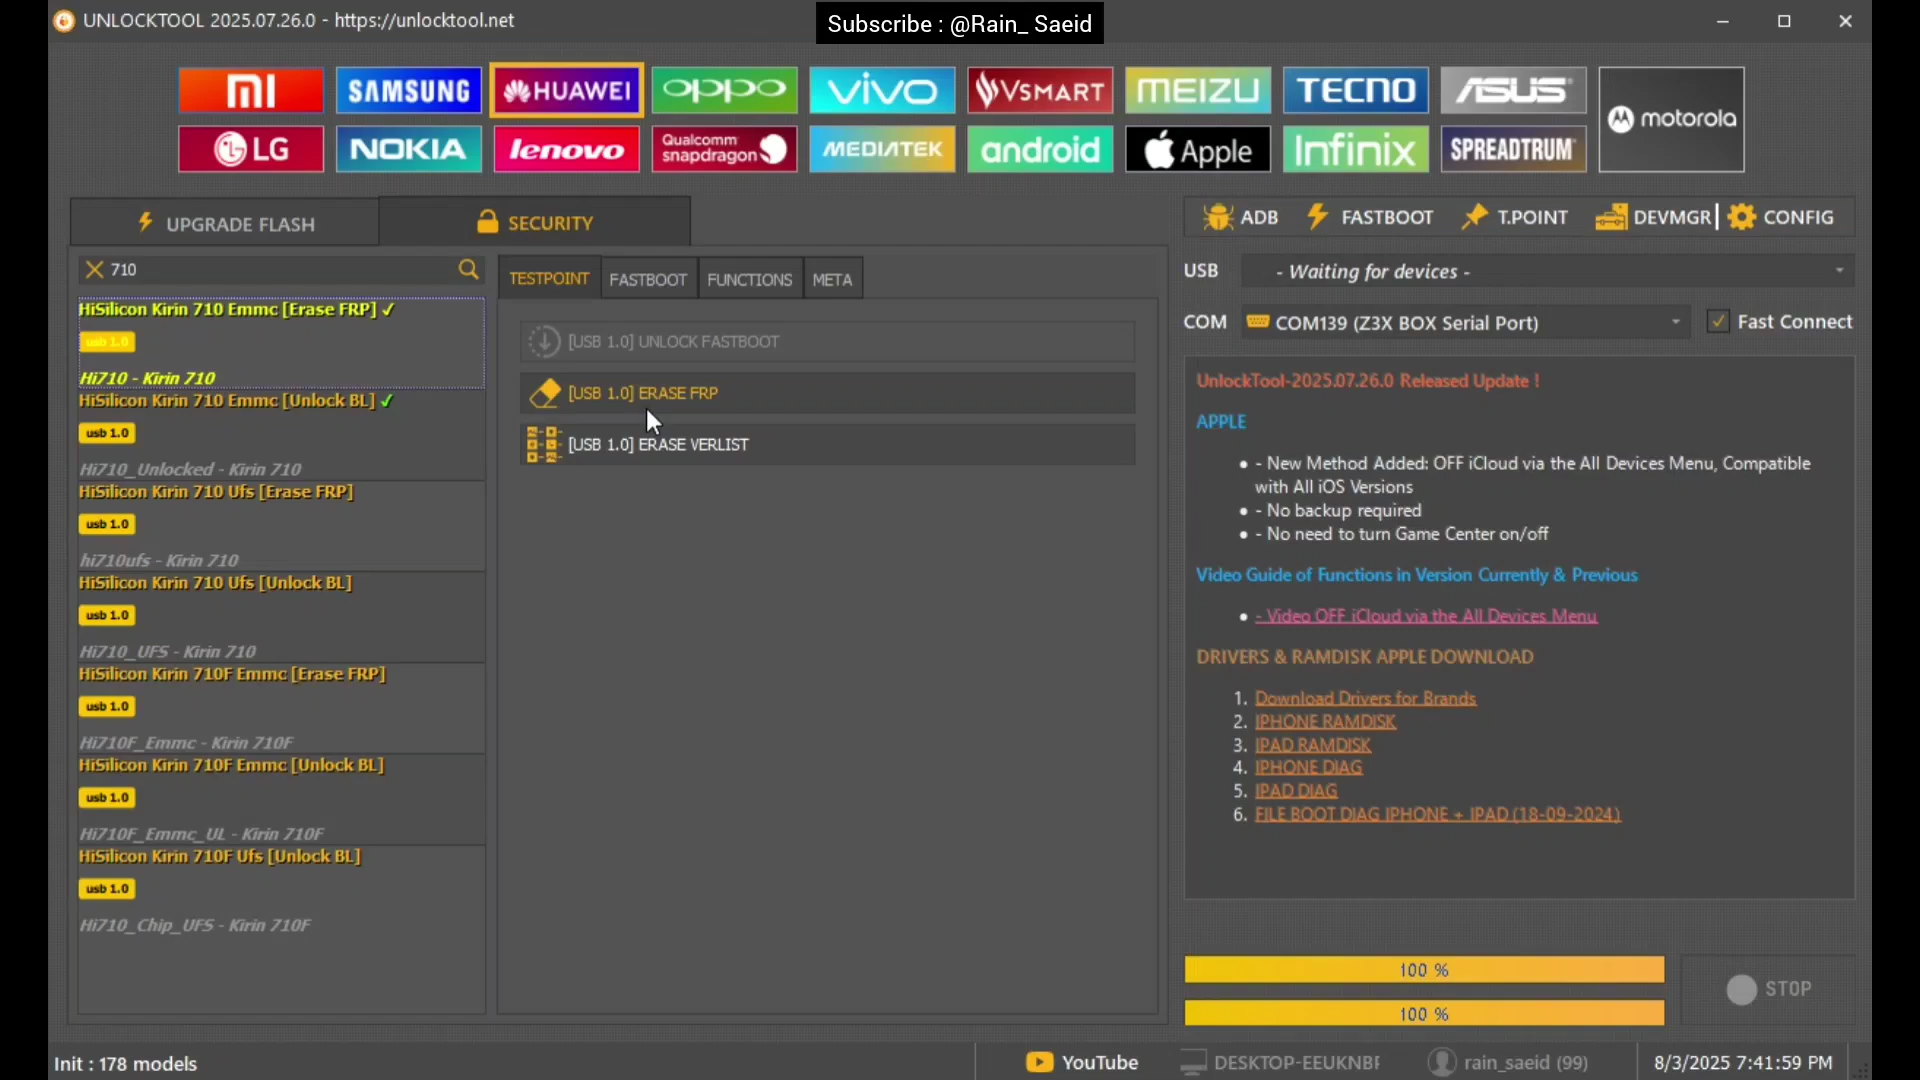 UNLOCKTOOL 2025.07.26.0 - https://unlocktool.net
Subscribe : @Rain_ Saeid
SAMSUNG HUAWEI oppo vivo VSMART MEIZU TECNO ASUS motorola
LG NOKIA lenovo Qualcomm snapdragon MEDIATEK android Apple Infinix SPREADTRUM
UPGRADE FLASH
SECURITY
ADB FASTBOOT T.POINT DEVMGR CONFIG
710
HiSilicon Kirin 710 Emmc [Erase FRP] ✓
usb 1.0
Hi710 - Kirin 710
HiSilicon Kirin 710 Emmc [Unlock BL] ✓
usb 1.0
Hi710_Unlocked - Kirin 710
HiSilicon Kirin 710 Ufs [Erase FRP]
usb 1.0
hi710ufs - Kirin 710
HiSilicon Kirin 710 Ufs [Unlock BL]
usb 1.0
Hi710_UFS - Kirin 710
HiSilicon Kirin 710F Emmc [Erase FRP]
usb 1.0
Hi710F_Emmc - Kirin 710F
HiSilicon Kirin 710F Emmc [Unlock BL]
usb 1.0
Hi710F_Emmc_UL - Kirin 710F
HiSilicon Kirin 710F Ufs [Unlock BL]
usb 1.0
Hi710_Chip_UFS - Kirin 710F
TESTPOINT FASTBOOT FUNCTIONS META
[USB 1.0] UNLOCK FASTBOOT
[USB 1.0] ERASE FRP
[USB 1.0] ERASE VERLIST
USB - Waiting for devices -
COM COM139 (Z3X BOX Serial Port) Fast Connect
UnlockTool-2025.07.26.0 Released Update !
APPLE
• - New Method Added: OFF iCloud via the All Devices Menu, Compatible
with All iOS Versions
• - No backup required
• - No need to turn Game Center on/off
Video Guide of Functions in Version Currently & Previous
• - Video OFF iCloud via the All Devices Menu
DRIVERS & RAMDISK APPLE DOWNLOAD
1. Download Drivers for Brands
2. IPHONE RAMDISK
3. IPAD RAMDISK
4. IPHONE DIAG
5. IPAD DIAG
6. FILE BOOT DIAG IPHONE + IPAD (18-09-2024)
100 %
100 %
STOP
Init : 178 models
YouTube
DESKTOP-EEUKNBF
rain_saeid (99)
8/3/2025 7:41:59 PM